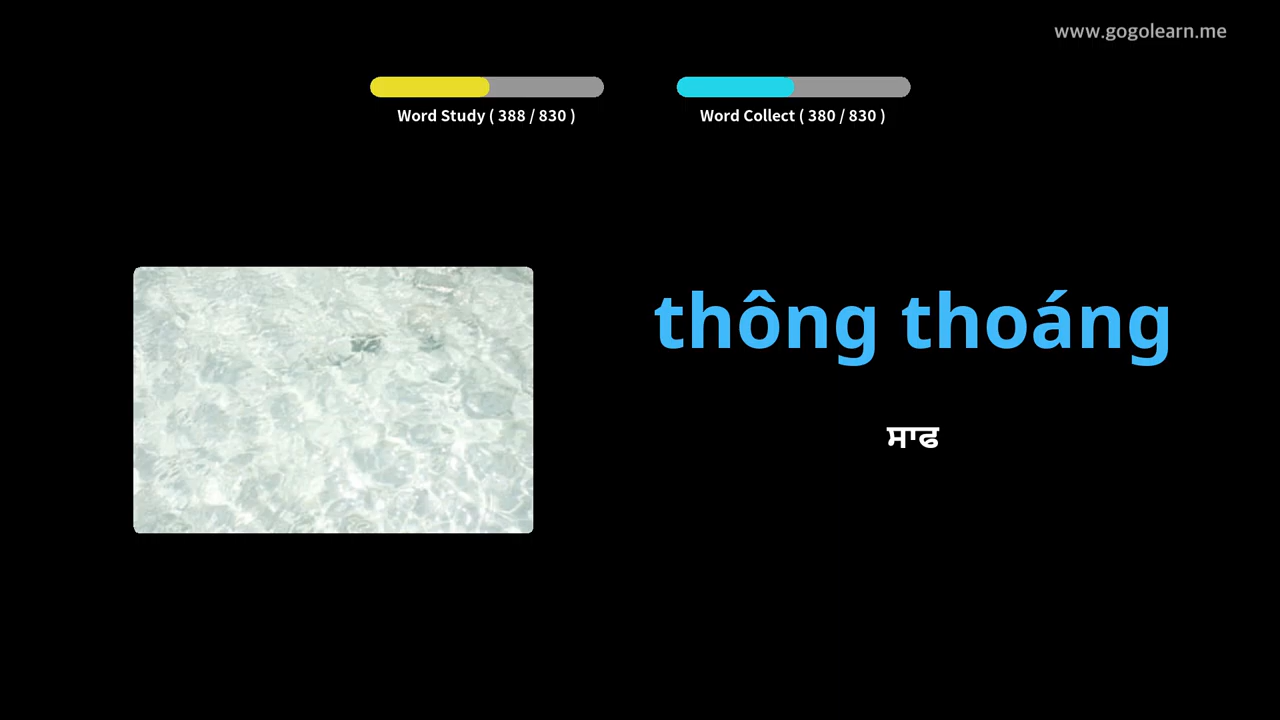 www.gogolearn.me
Word Study ( 388 / 830 )
Word Collect ( 380 / 830 )
thông thoáng
ਸਾਫ